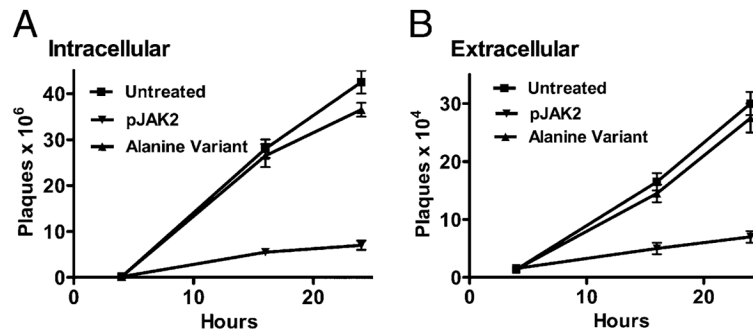 A
Intracellular
Untreated
pJAK2
Alanine Variant
Plaques x 10⁶
40
30
20
10
0
0
10
20
Hours
B
Extracellular
Untreated
pJAK2
Alanine Variant
Plaques x 10⁴
30
20
10
0
0
10
20
Hours